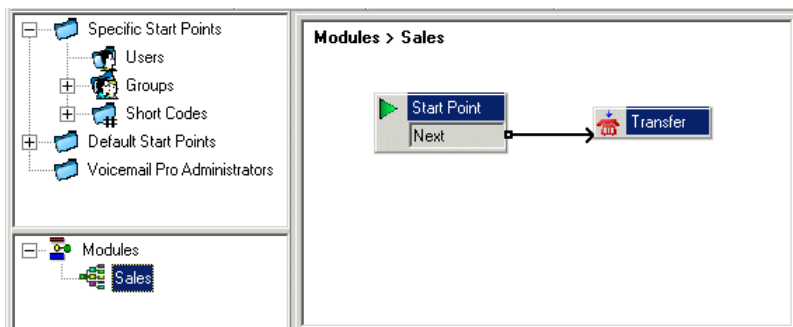 Specific Start Points
Users
Groups
Short Codes
Default Start Points
Voicemail Pro Administrators
Modules
Sales
Modules > Sales
Start Point
Next
Transfer